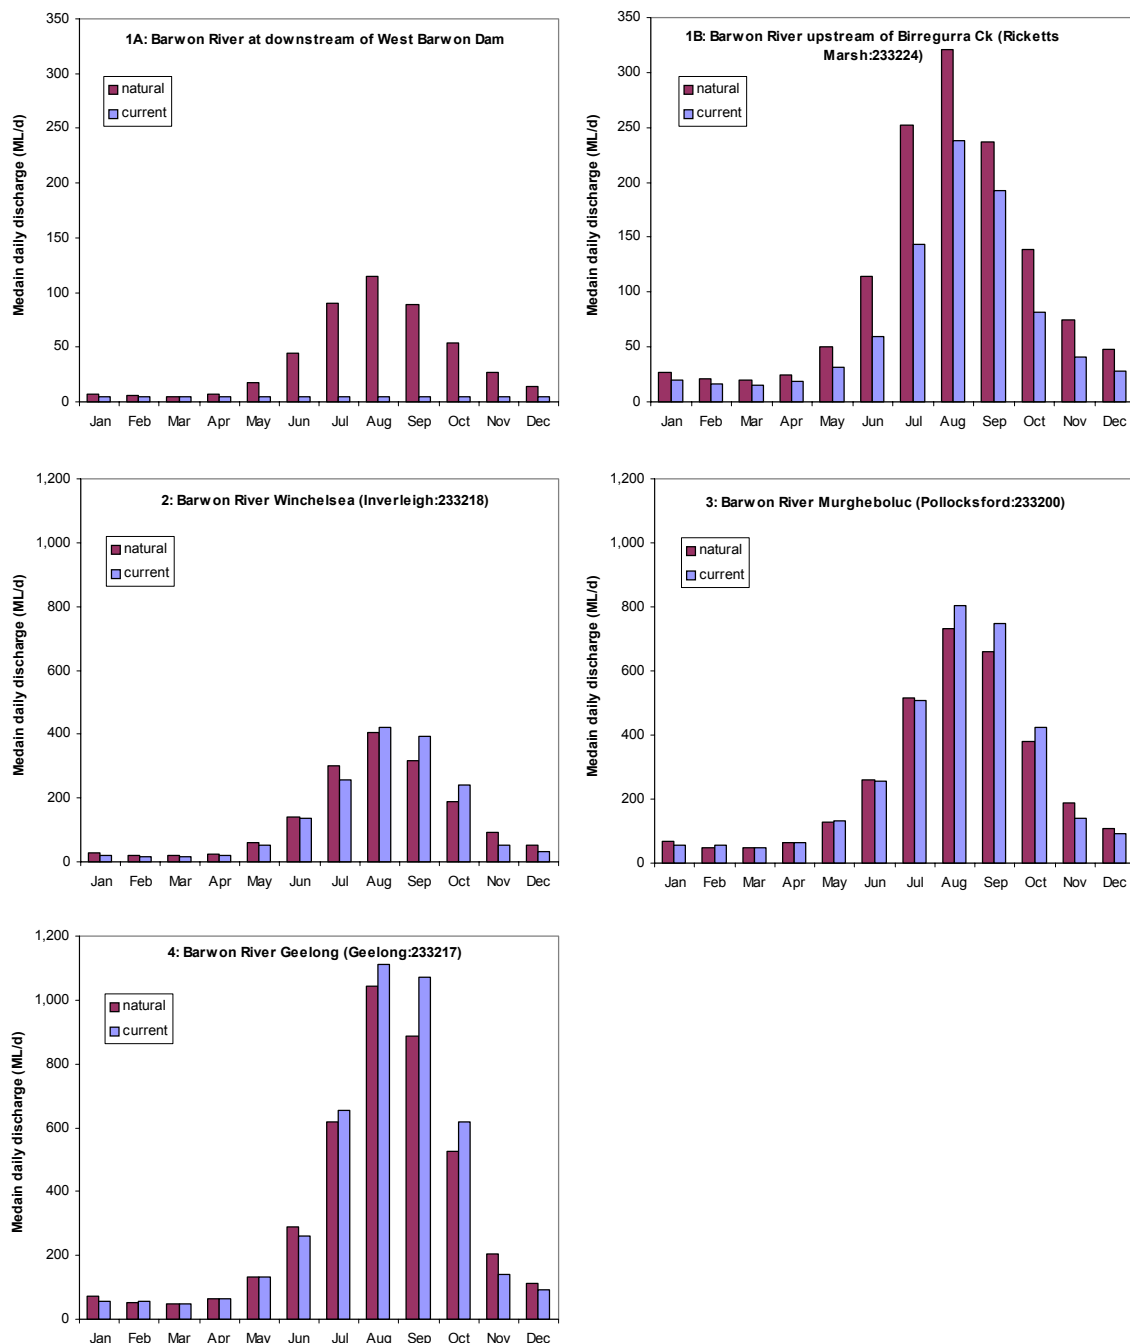 1A: Barwon River at downstream of West Barwon Dam
natural
current
Medain daily discharge (ML/d)
350
300
250
200
150
100
50
0
Jan Feb Mar Apr May Jun Jul Aug Sep Oct Nov Dec
1B: Barwon River upstream of Birregurra Ck (Ricketts
Marsh:233224)
natural
current
Medain daily discharge (ML/d)
350
300
250
200
150
100
50
0
Jan Feb Mar Apr May Jun Jul Aug Sep Oct Nov Dec
2: Barwon River Winchelsea (Inverleigh:233218)
natural
current
Medain daily discharge (ML/d)
1,200
1,000
800
600
400
200
0
Jan Feb Mar Apr May Jun Jul Aug Sep Oct Nov Dec
3: Barwon River Murgheboluc (Pollocksford:233200)
natural
current
Medain daily discharge (ML/d)
1,200
1,000
800
600
400
200
0
Jan Feb Mar Apr May Jun Jul Aug Sep Oct Nov Dec
4: Barwon River Geelong (Geelong:233217)
natural
current
Medain daily discharge (ML/d)
1,200
1,000
800
600
400
200
0
Jan Feb Mar Apr May Jun Jul Aug Sep Oct Nov Dec